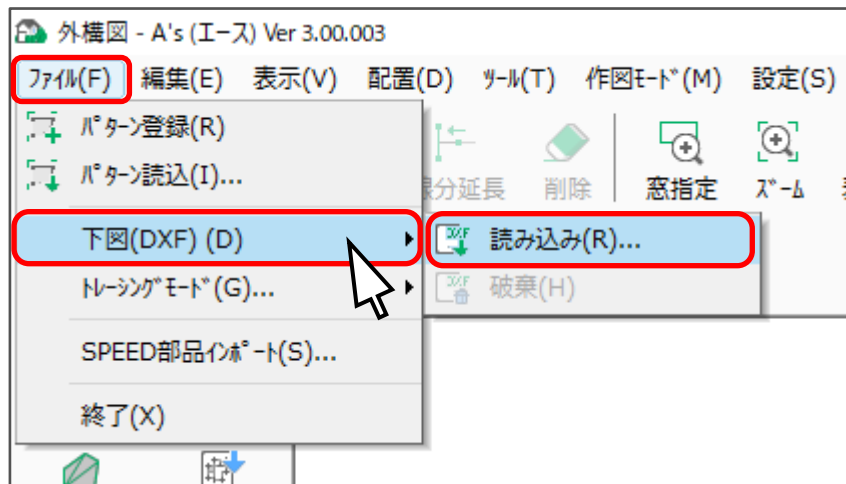 外構図 - A's (エース) Ver 3.00.003
ﾌｧｲﾙ(F) 編集(E) 表示(V) 配置(D) ﾂｰﾙ(T) 作図ﾓｰﾄﾞ(M) 設定(S)
ﾊﾟﾀｰﾝ登録(R)
ﾊﾟﾀｰﾝ読込(I)...
線分延長 削除 窓指定 ｽﾞｰﾑ
下図(DXF) (D)
DXF 読み込み(R)...
ﾄﾚｰｼﾝｸﾞﾓｰﾄﾞ(G)...
DXF 破棄(H)
SPEED部品ｲﾝﾎﾟｰﾄ(S)...
終了(X)